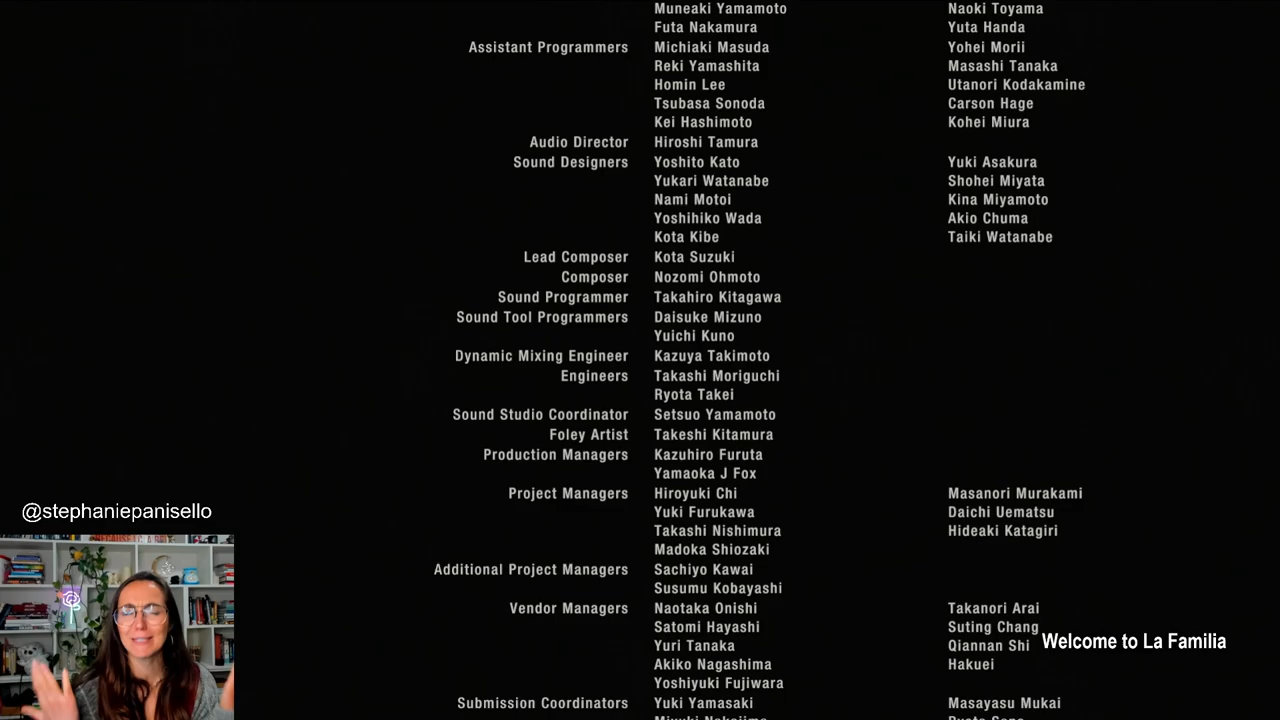 Muneaki Yamamoto Naoki Toyama
Futa Nakamura Yuta Handa
Assistant Programmers Michiaki Masuda Yohei Morii
Reki Yamashita Masashi Tanaka
Homin Lee Utanori Kodakamine
Tsubasa Sonoda Carson Hage
Kei Hashimoto Kohei Miura
Audio Director Hiroshi Tamura
Sound Designers Yoshito Kato Yuki Asakura
Yukari Watanabe Shohei Miyata
Nami Motoi Kina Miyamoto
Yoshihiko Wada Akio Chuma
Kota Kibe Taiki Watanabe
Lead Composer Kota Suzuki
Composer Nozomi Ohmoto
Sound Programmer Takahiro Kitagawa
Sound Tool Programmers Daisuke Mizuno
Yuichi Kuno
Dynamic Mixing Engineer Kazuya Takimoto
Engineers Takashi Moriguchi
Ryota Takei
Sound Studio Coordinator Setsuo Yamamoto
Foley Artist Takeshi Kitamura
Production Managers Kazuhiro Furuta
Yamaoka J Fox
Project Managers Hiroyuki Chi Masanori Murakami
Yuki Furukawa Daichi Uematsu
Takashi Nishimura Hideaki Katagiri
Madoka Shiozaki
Additional Project Managers Sachiyo Kawai
Susumu Kobayashi
Vendor Managers Naotaka Onishi Takanori Arai
Satomi Hayashi Suting Chang
Yuri Tanaka Qiannan Shi
Akiko Nagashima Hakuei
Yoshiyuki Fujiwara
Submission Coordinators Yuki Yamasaki Masayasu Mukai
@stephaniepanisello
Welcome to La Familia